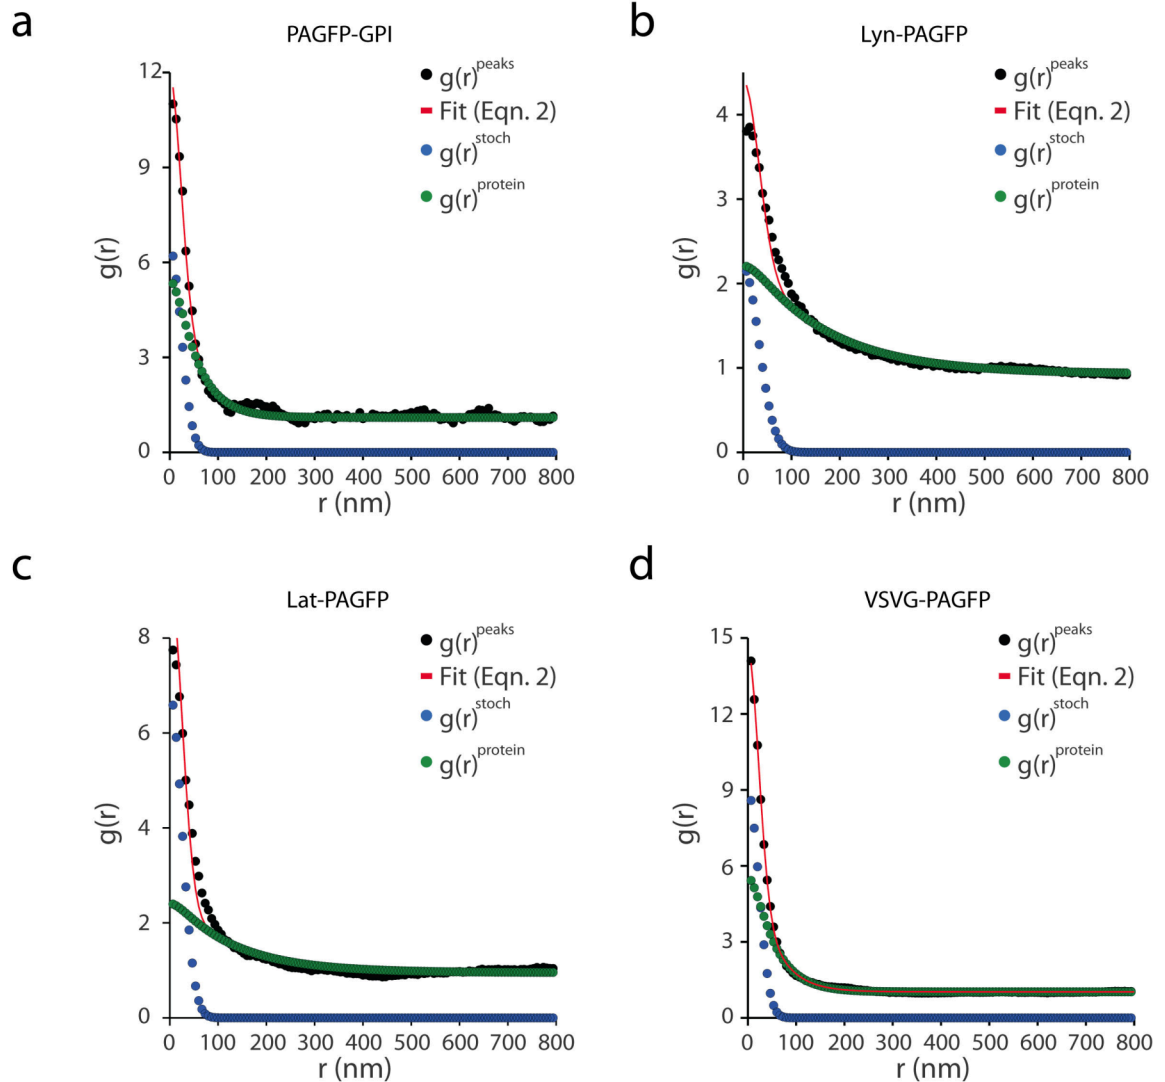 a
PAGFP-GPI
g(r)peaks
Fit (Eqn. 2)
g(r)stoch
g(r)protein
12
9
6
3
0
g(r)
0 100 200 300 400 500 600 700 800
r (nm)
b
Lyn-PAGFP
g(r)peaks
Fit (Eqn. 2)
g(r)stoch
g(r)protein
4
3
2
1
0
g(r)
0 100 200 300 400 500 600 700 800
r (nm)
c
Lat-PAGFP
g(r)peaks
Fit (Eqn. 2)
g(r)stoch
g(r)protein
8
6
4
2
0
g(r)
0 100 200 300 400 500 600 700 800
r (nm)
d
VSVG-PAGFP
g(r)peaks
Fit (Eqn. 2)
g(r)stoch
g(r)protein
15
12
9
6
3
0
g(r)
0 100 200 300 400 500 600 700 800
r (nm)